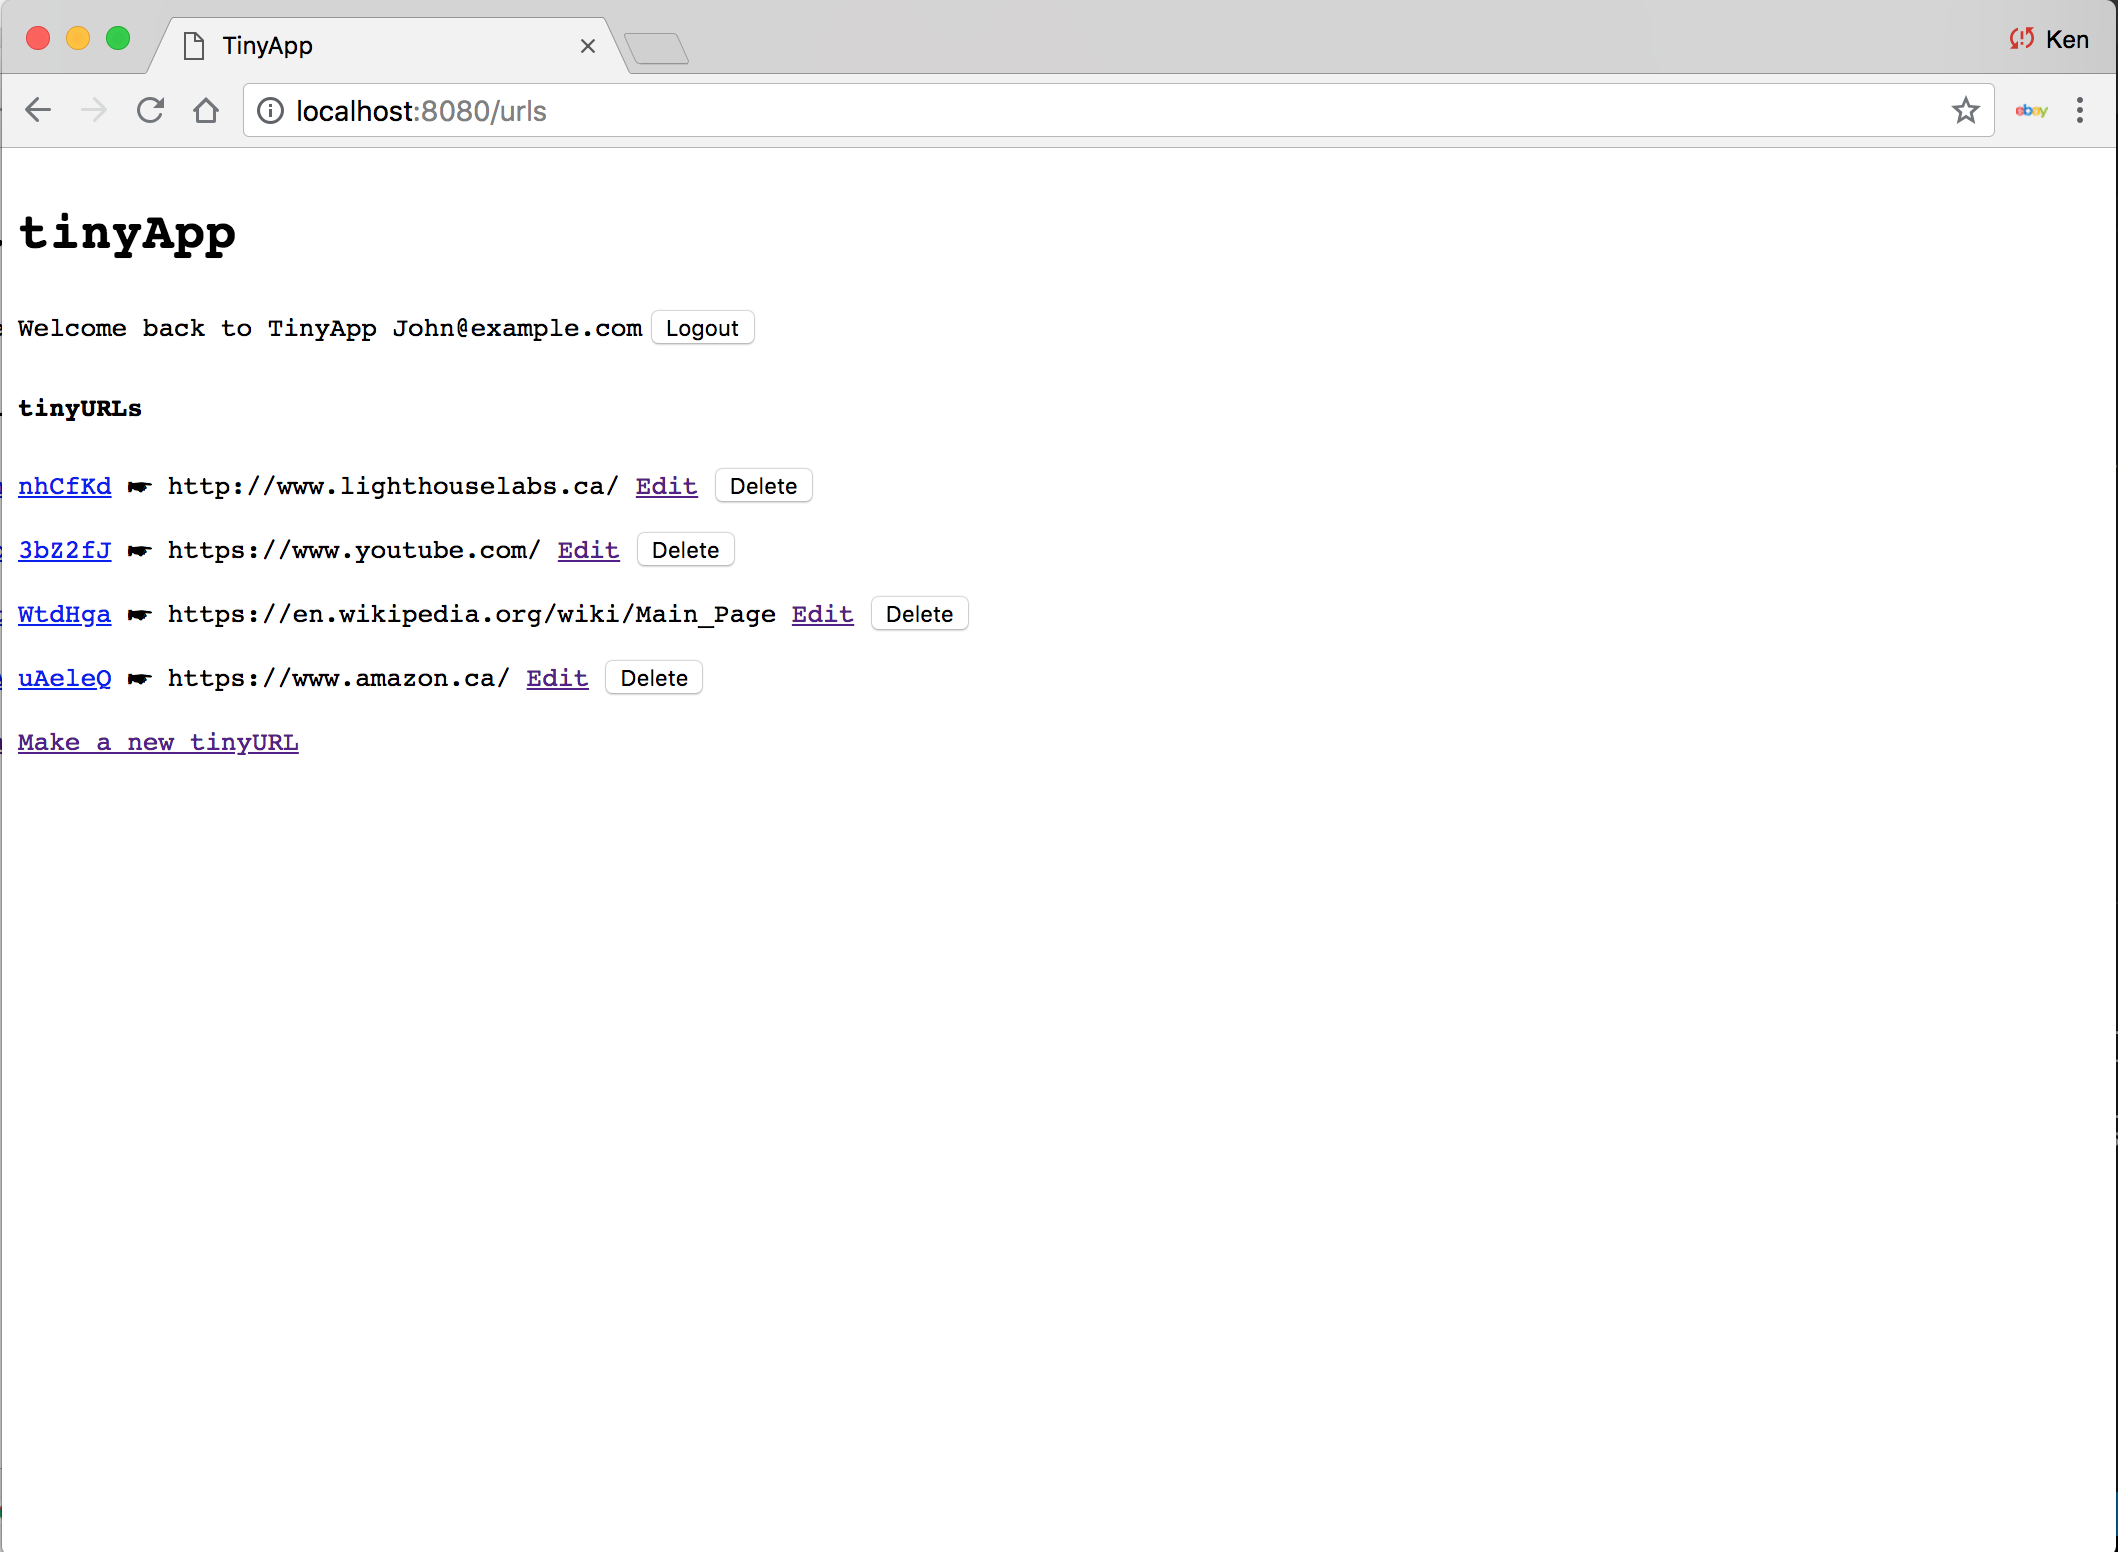 TinyApp
Ken
localhost:8080/urls
ebay
tinyApp
Welcome back to TinyApp John@example.com Logout
tinyURLs
nhCfKd ☛ http://www.lighthouselabs.ca/ Edit Delete
3bZ2fJ ☛ https://www.youtube.com/ Edit Delete
WtdHga ☛ https://en.wikipedia.org/wiki/Main_Page Edit Delete
uAeleQ ☛ https://www.amazon.ca/ Edit Delete
Make a new tinyURL